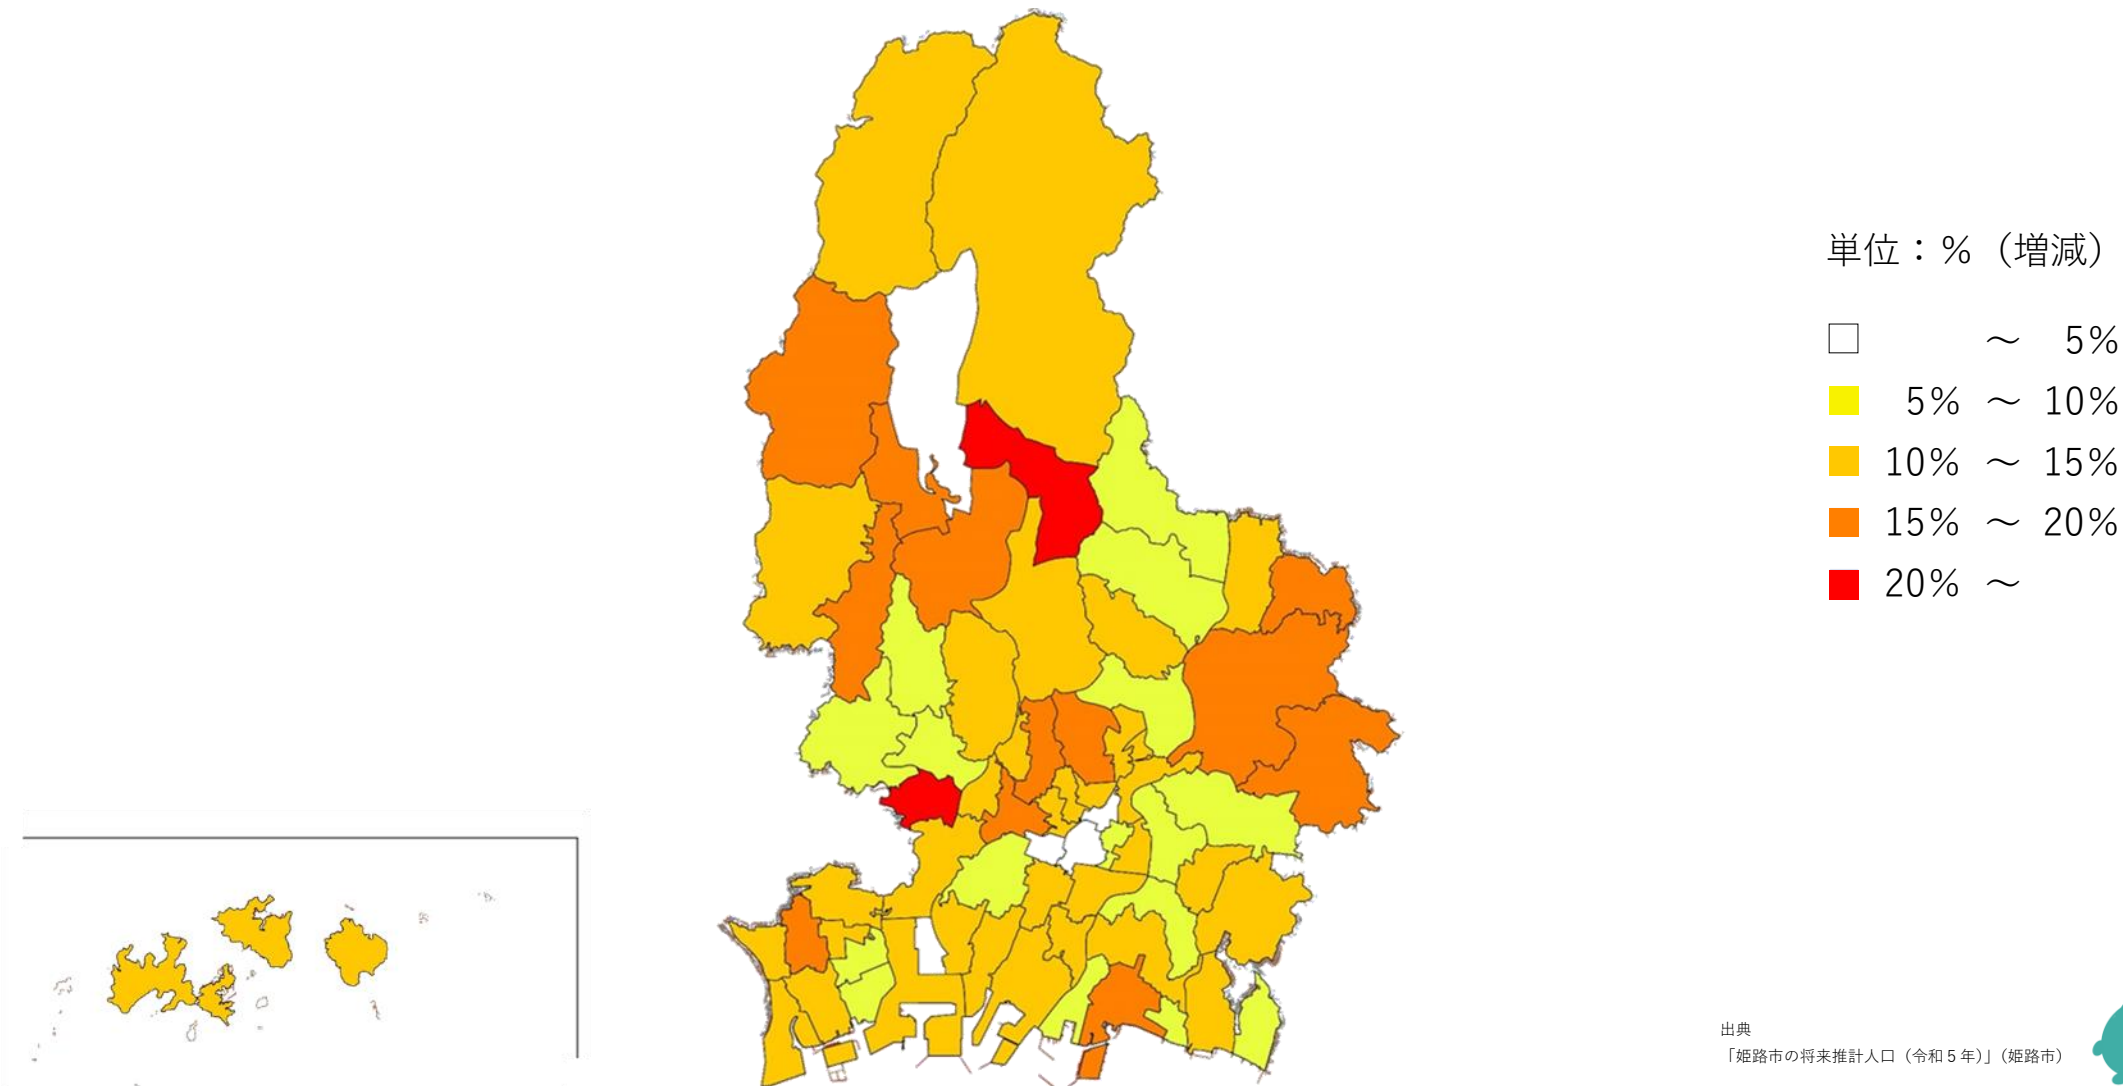 単位：％（増減）
～ 5％
5％ ～ 10％
10％ ～ 15％
15％ ～ 20％
20％ ～
出典
「姫路市の将来推計人口（令和５年)」(姫路市）